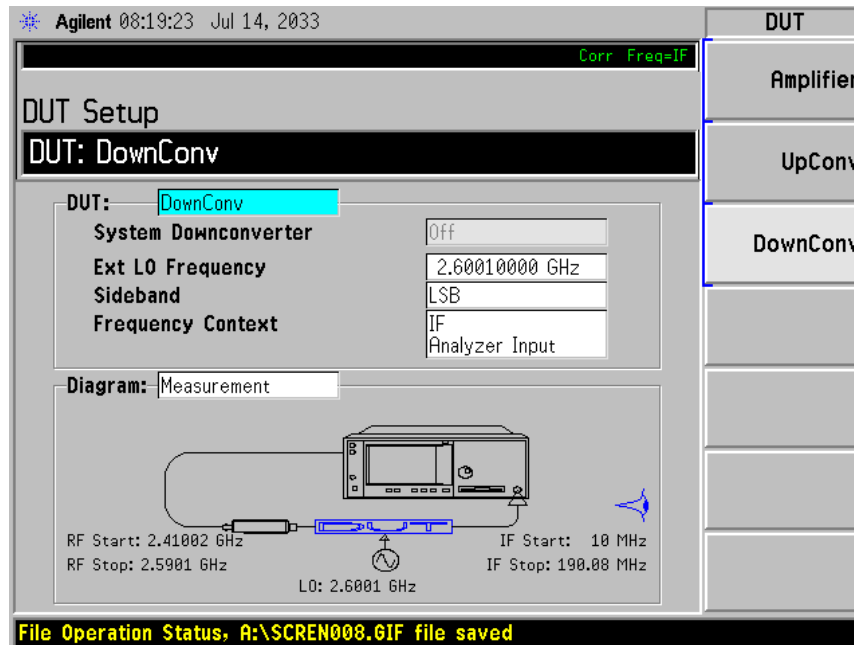 Agilent 08:19:23 Jul 14, 2033
DUT
Corr Freq=IF
Amplifier
DUT Setup
DUT: DownConv
UpConv
DUT: DownConv
System Downconverter Off
DownConv
Ext LO Frequency 2.60010000 GHz
Sideband LSB
Frequency Context IF
Analyzer Input
Diagram: Measurement
RF Start: 2.41002 GHz
IF Start: 10 MHz
RF Stop: 2.5901 GHz
IF Stop: 190.08 MHz
LO: 2.6001 GHz
File Operation Status, A:\SCREN008.GIF file saved